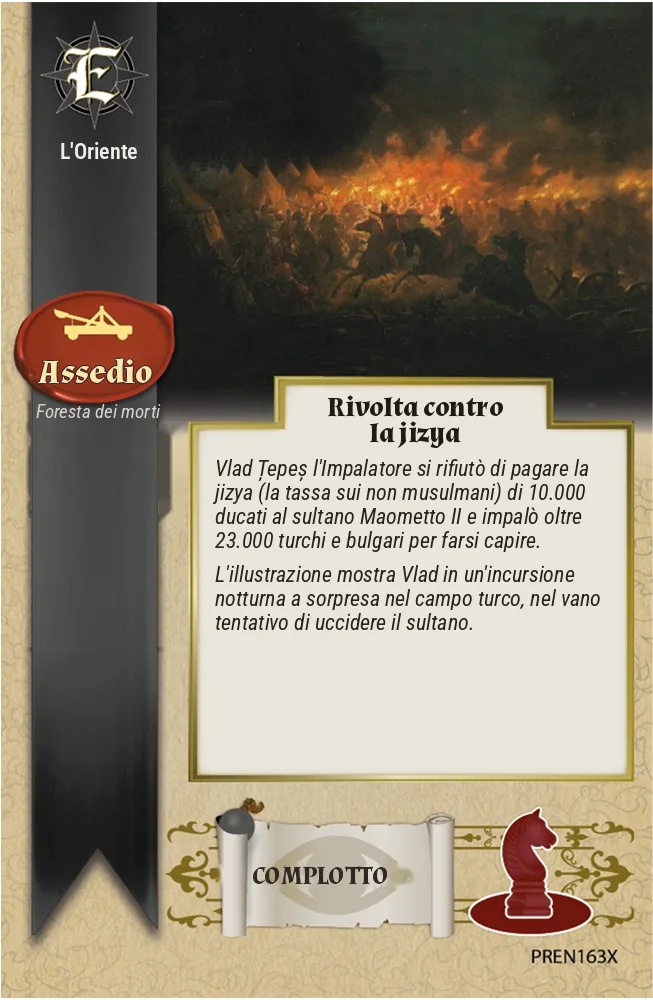 E
L'Oriente
Assedio
Foresta dei morti
Rivolta contro
la jizya
Vlad Țepeș l'Impalatore si rifiutò di pagare la
jizya (la tassa sui non musulmani) di 10.000
ducati al sultano Maometto II e impalò oltre
23.000 turchi e bulgari per farsi capire.
L'illustrazione mostra Vlad in un'incursione
notturna a sorpresa nel campo turco, nel vano
tentativo di uccidere il sultano.
COMPLOTTO
PREN163X